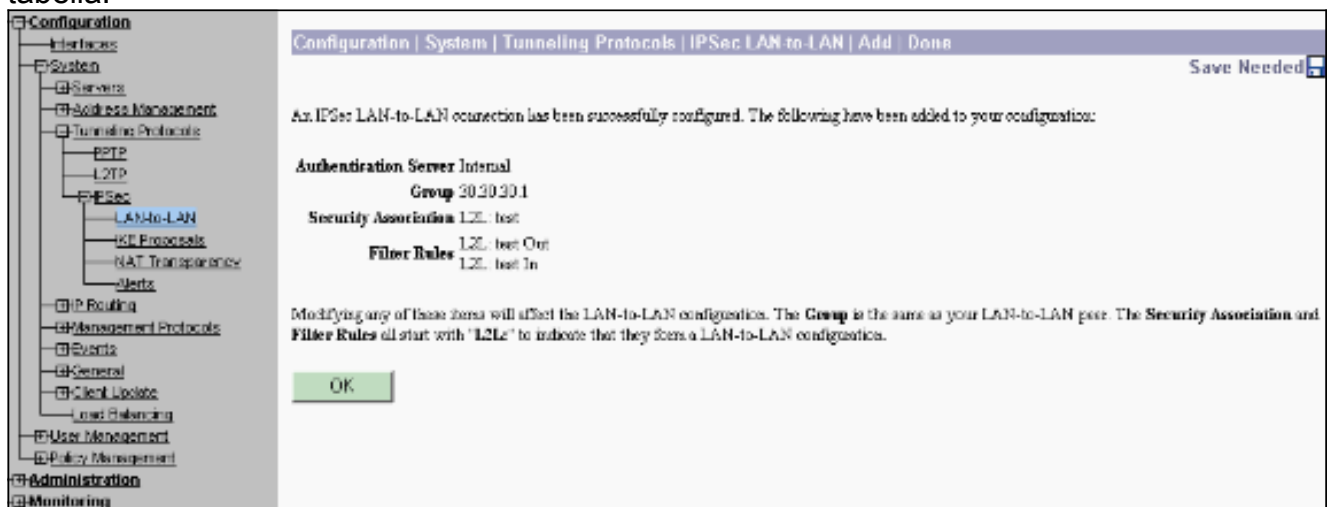 tabella.
Configuration
Interfaces
System
Servers
Address Management
Tunneling Protocols
PPTP
L2TP
IPSec
LAN-to-LAN
IKE Proposals
NAT Transparency
Alerts
IP Routing
Management Protocols
Events
General
Client Update
Load Balancing
User Management
Policy Management
Administration
Monitoring
Configuration | System | Tunneling Protocols | IPSec LAN-to-LAN | Add | Done
Save Needed
An IPSec LAN-to-LAN connection has been successfully configured. The following have been added to your configuration:
Authentication Server Internal
Group 30.30.30.1
Security Association L2L: test
Filter Rules L2L: test Out
L2L: test In
Modifying any of these items will affect the LAN-to-LAN configuration. The Group is the same as your LAN-to-LAN peer. The Security Association and
Filter Rules all start with "L2L:" to indicate that they form a LAN-to-LAN configuration.
OK